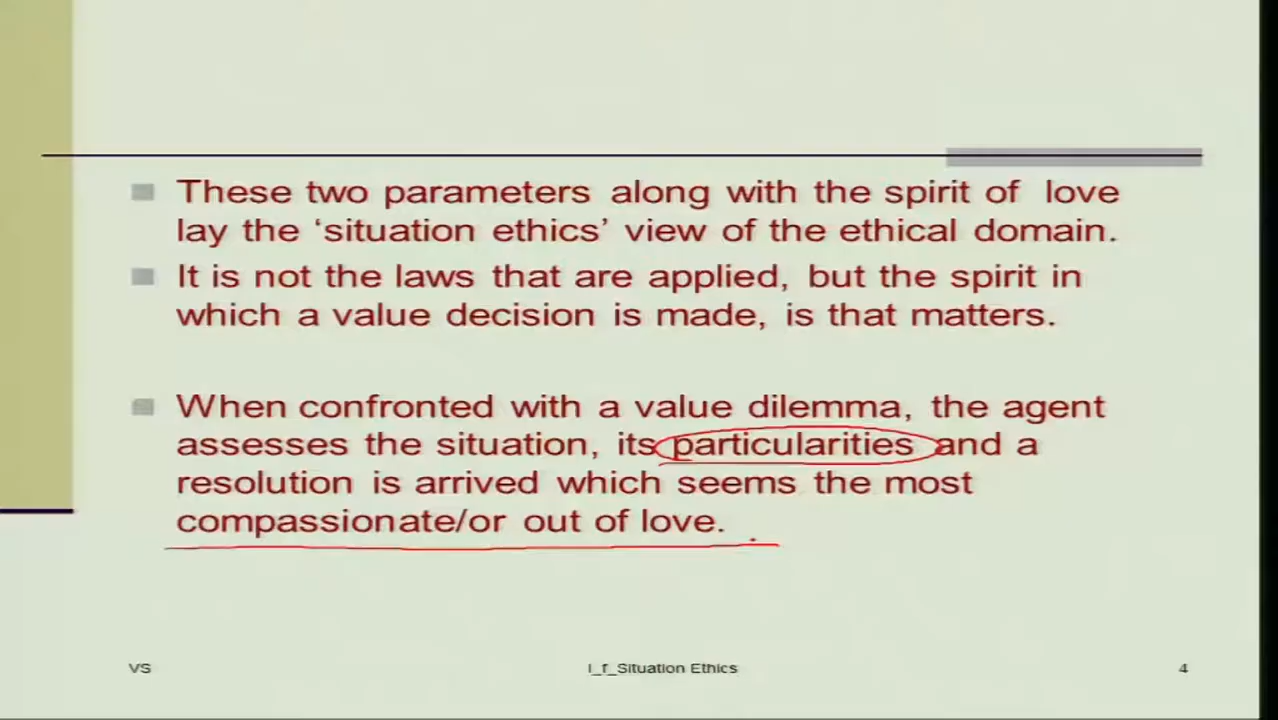 These two parameters along with the spirit of love
lay the ‘situation ethics’ view of the ethical domain.
It is not the laws that are applied, but the spirit in
which a value decision is made, is that matters.
When confronted with a value dilemma, the agent
assesses the situation, its particularities and a
resolution is arrived which seems the most
compassionate/or out of love.
VS
I_f_Situation Ethics
4